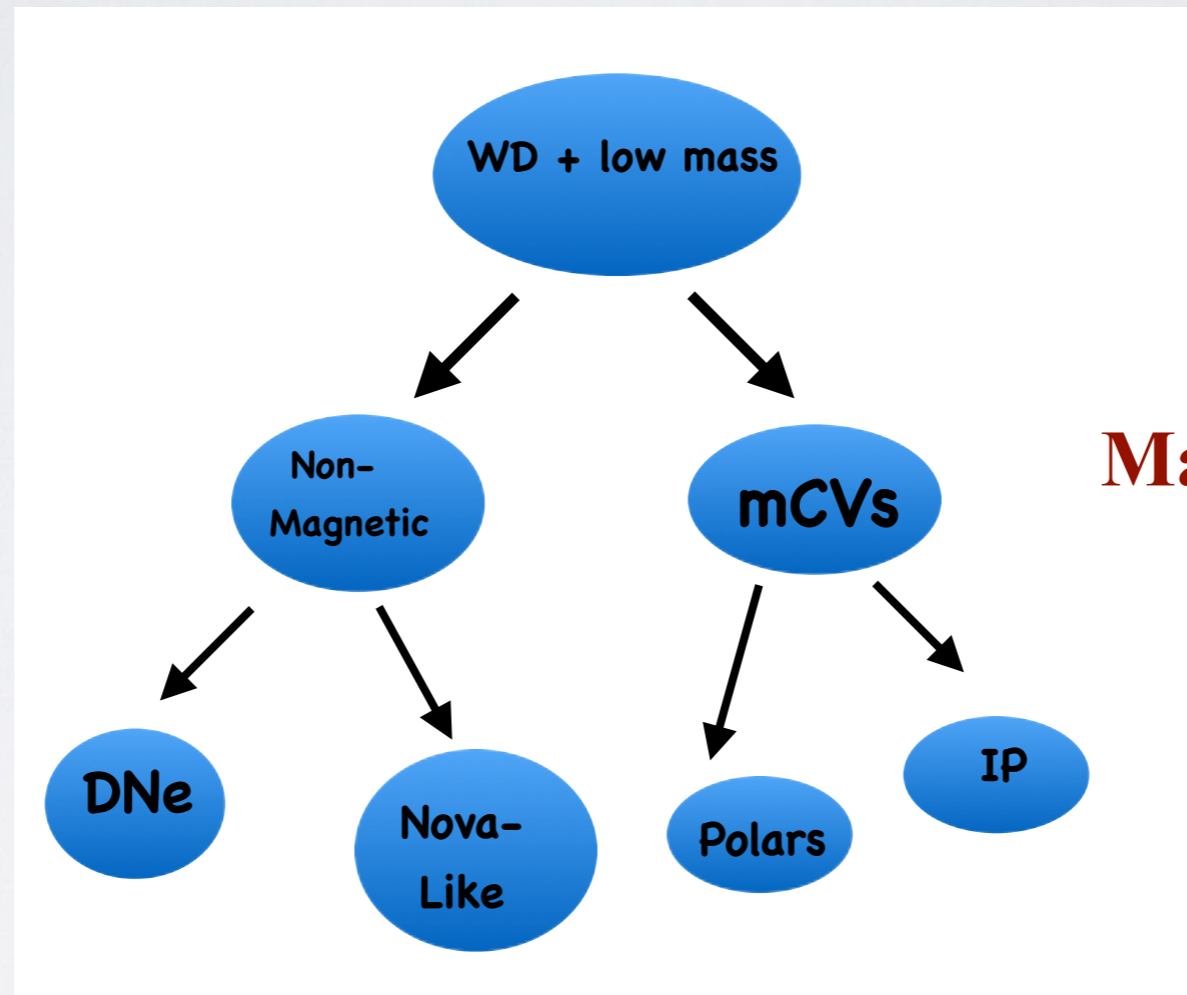 WD + low mass
Non-
Magnetic
mCVs
DNe
Nova-
Like
Polars
IP